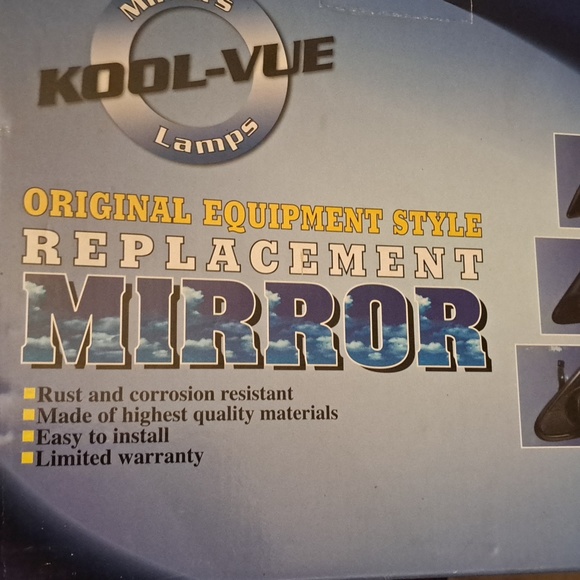 Mirrors
KOOL-VUE
Lamps
ORIGINAL EQUIPMENT STYLE
REPLACEMENT
MIRROR
Rust and corrosion resistant
Made of highest quality materials
Easy to install
Limited warranty